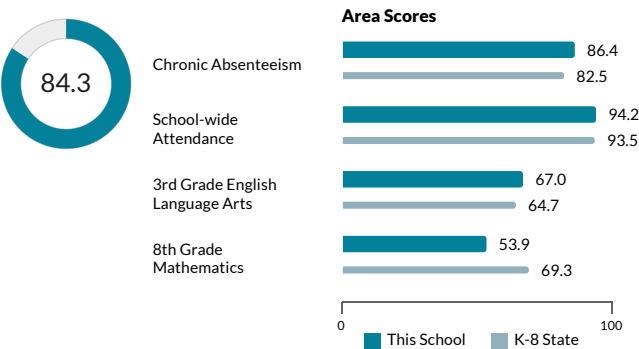 Area Scores
84.3
Chronic Absenteeism
86.4
82.5
School-wide
Attendance
94.2
93.5
3rd Grade English
Language Arts
67.0
64.7
8th Grade
Mathematics
53.9
69.3
0
100
This School
K-8 State